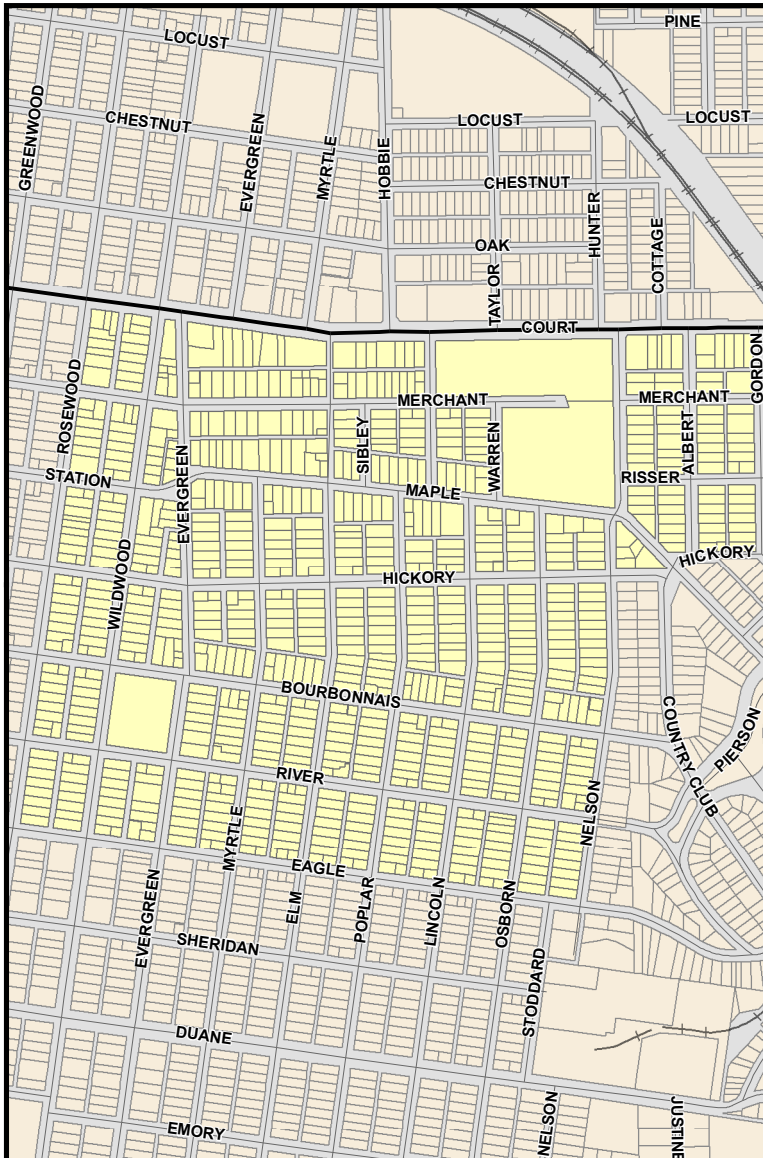 PINE
LOCUST
GREENWOOD
CHESTNUT
LOCUST
LOCUST
EVERGREEN
MYRTLE
HOBBIE
CHESTNUT
HUNTER
COTTAGE
OAK
TAYLOR
COURT
GORDON
ROSEWOOD
MERCHANT
MERCHANT
SIBLEY
ALBERT
WARREN
EVERGREEN
STATION
MAPLE
RISSER
WILDWOOD
HICKORY
HICKORY
BOURBONNAIS
COUNTRY CLUB
PIERSON
RIVER
NELSON
MYRTLE
EAGLE
EVERGREEN
ELM
POPLAR
LINCOLN
OSBORN
SHERIDAN
STODDARD
DUANE
NELSON
JUSTINE
EMORY